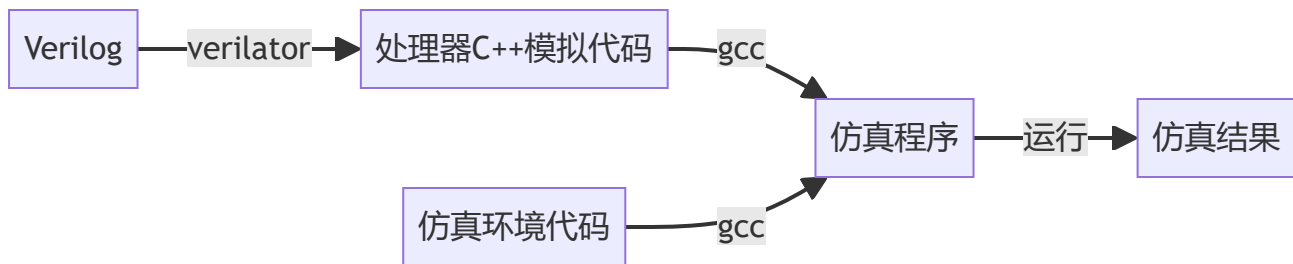 Verilog
verilator
处理器C++模拟代码
gcc
仿真程序
运行
仿真结果
仿真环境代码
gcc